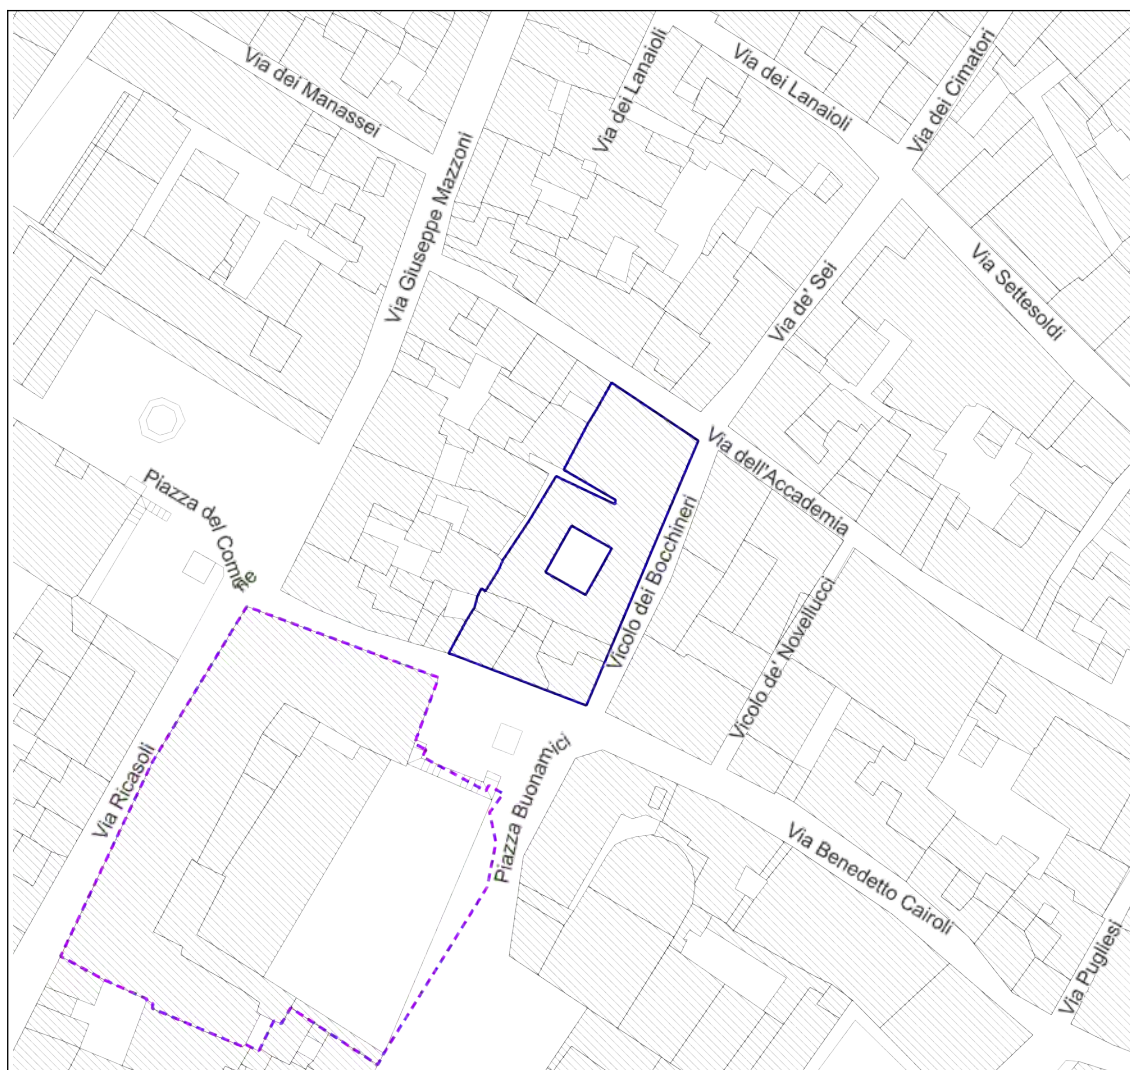 Via dei Manassei
Via Giuseppe Mazzoni
Via dei Lanaioli
Via dei Lanaioli
Via dei Cimatori
Via de' Sei
Via Settesoldi
Via dell'Accademia
Piazza del Comune
Vicolo dei Bocchineri
Vicolo de' Novellucci
Via Ricasoli
Piazza Buonamici
Via Benedetto Cairoli
Via Pugliesi